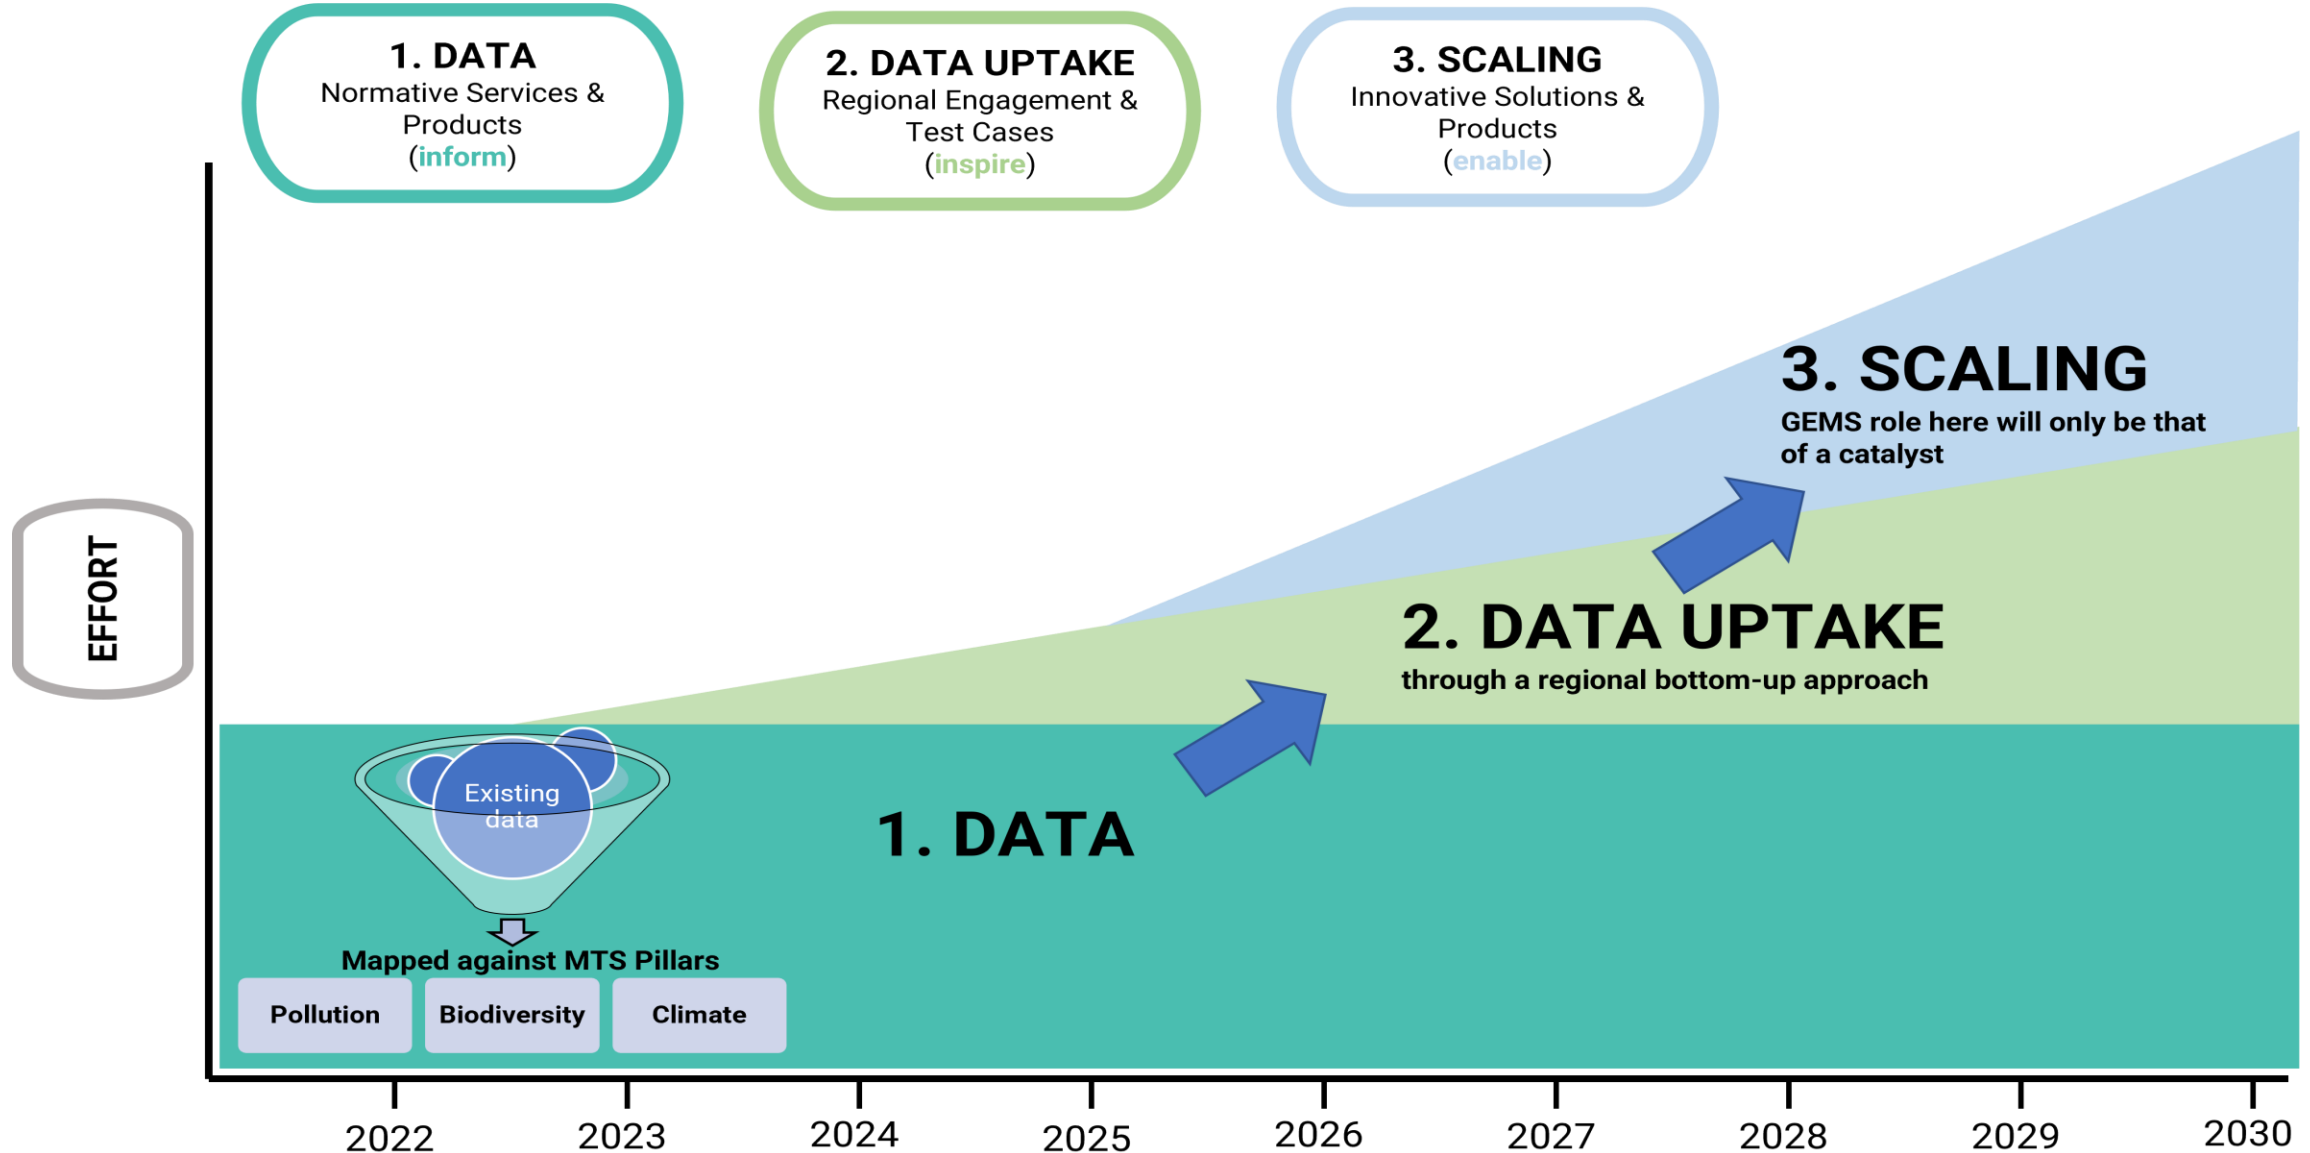 1. DATA
Normative Services &
Products
(inform)
2. DATA UPTAKE
Regional Engagement &
Test Cases
(inspire)
3. SCALING
Innovative Solutions &
Products
(enable)
EFFORT
3. SCALING
GEMS role here will only be that
of a catalyst
2. DATA UPTAKE
through a regional bottom-up approach
1. DATA
Existing
data
Mapped against MTS Pillars
Pollution
Biodiversity
Climate
2022
2023
2024
2025
2026
2027
2028
2029
2030